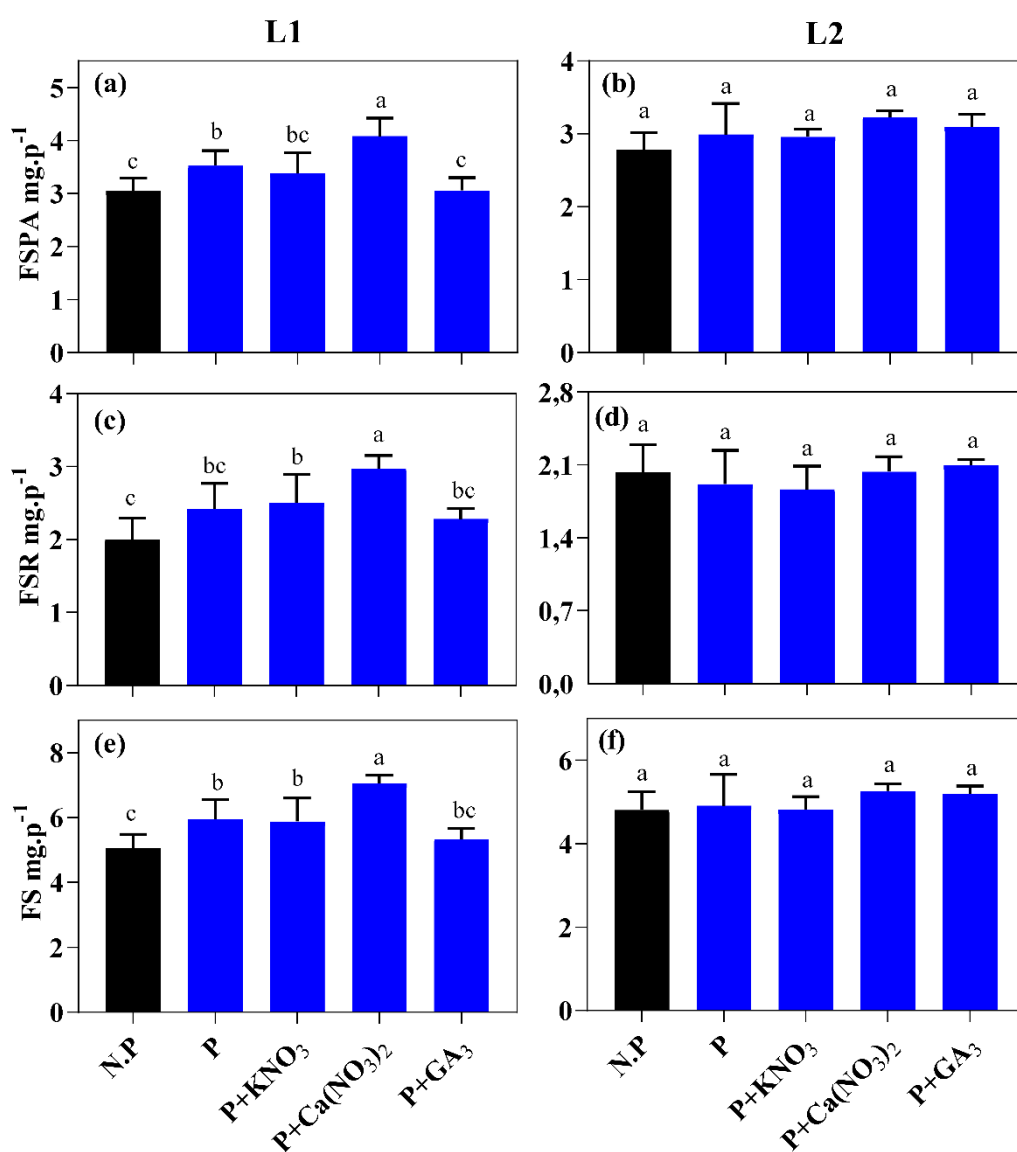 L1
L2
(a)
FSPA mg.p⁻¹
5
4
3
2
1
0
c
b
bc
a
c
(b)
4
3
2
1
0
a
a
a
a
a
(c)
FSR mg.p⁻¹
4
3
2
1
0
c
bc
b
a
bc
(d)
2,8
2,1
1,4
0,7
0,0
a
a
a
a
a
(e)
FS mg.p⁻¹
8
6
4
2
0
c
b
b
a
bc
(f)
6
4
2
0
a
a
a
a
a
N.P
P
P+KNO₃
P+Ca(NO₃)₂
P+GA₃
N.P
P
P+KNO₃
P+Ca(NO₃)₂
P+GA₃